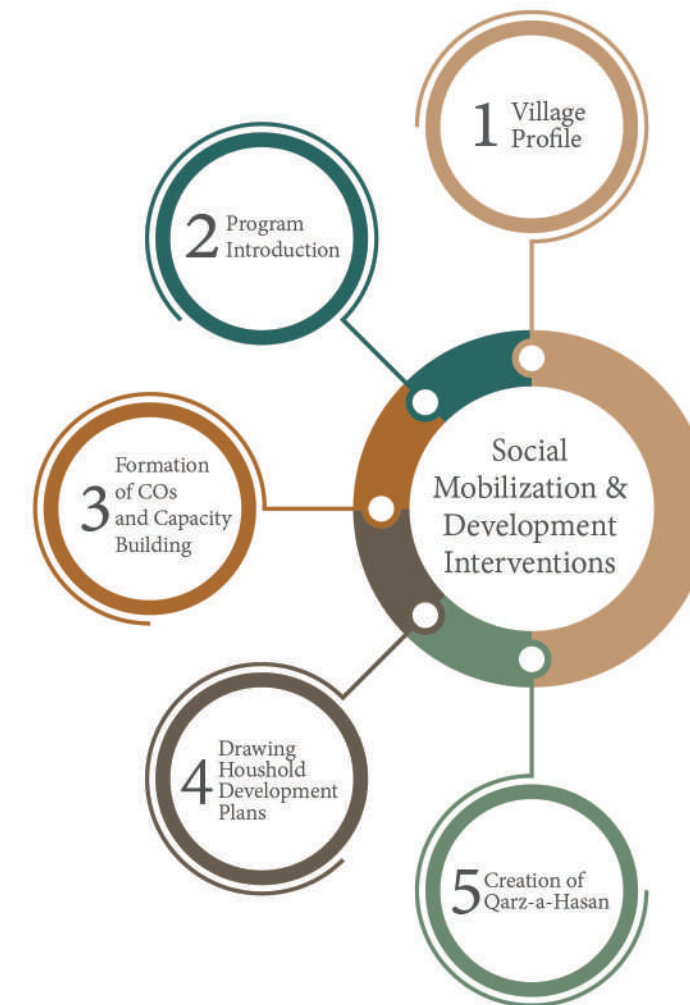 1 Village
Profile
2 Program
Introduction
3 Formation
of COs
and Capacity
Building
4 Drawing
Houshold
Development
Plans
5 Creation of
Qarz-a-Hasan
Social
Mobilization &
Development
Interventions